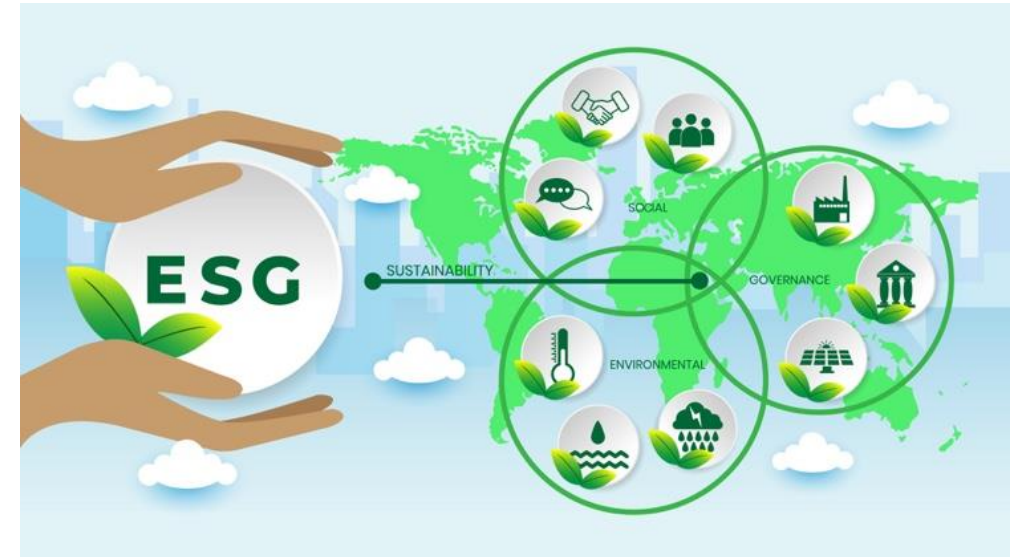 ESG
SUSTAINABILITY
SOCIAL
GOVERNANCE
ENVIRONMENTAL